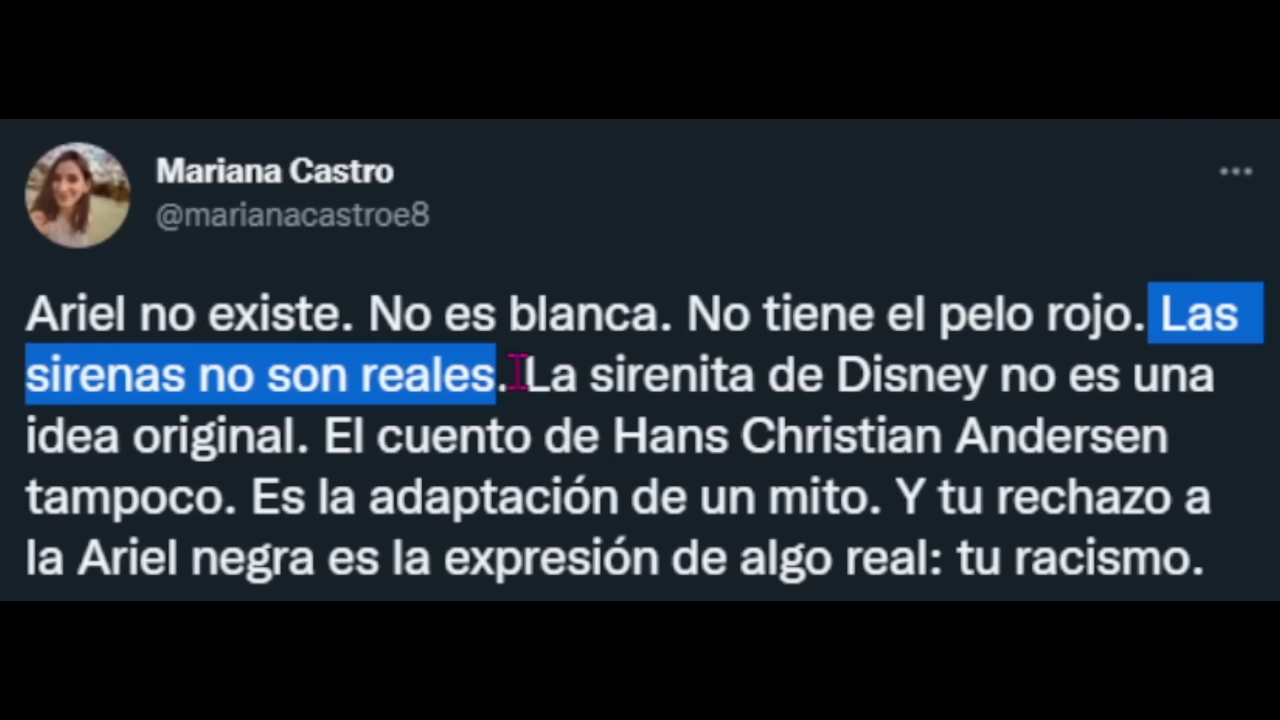 Mariana Castro
@marianacastroe8
Ariel no existe. No es blanca. No tiene el pelo rojo. Las
sirenas no son reales. La sirenita de Disney no es una
idea original. El cuento de Hans Christian Andersen
tampoco. Es la adaptación de un mito. Y tu rechazo a
la Ariel negra es la expresión de algo real: tu racismo.